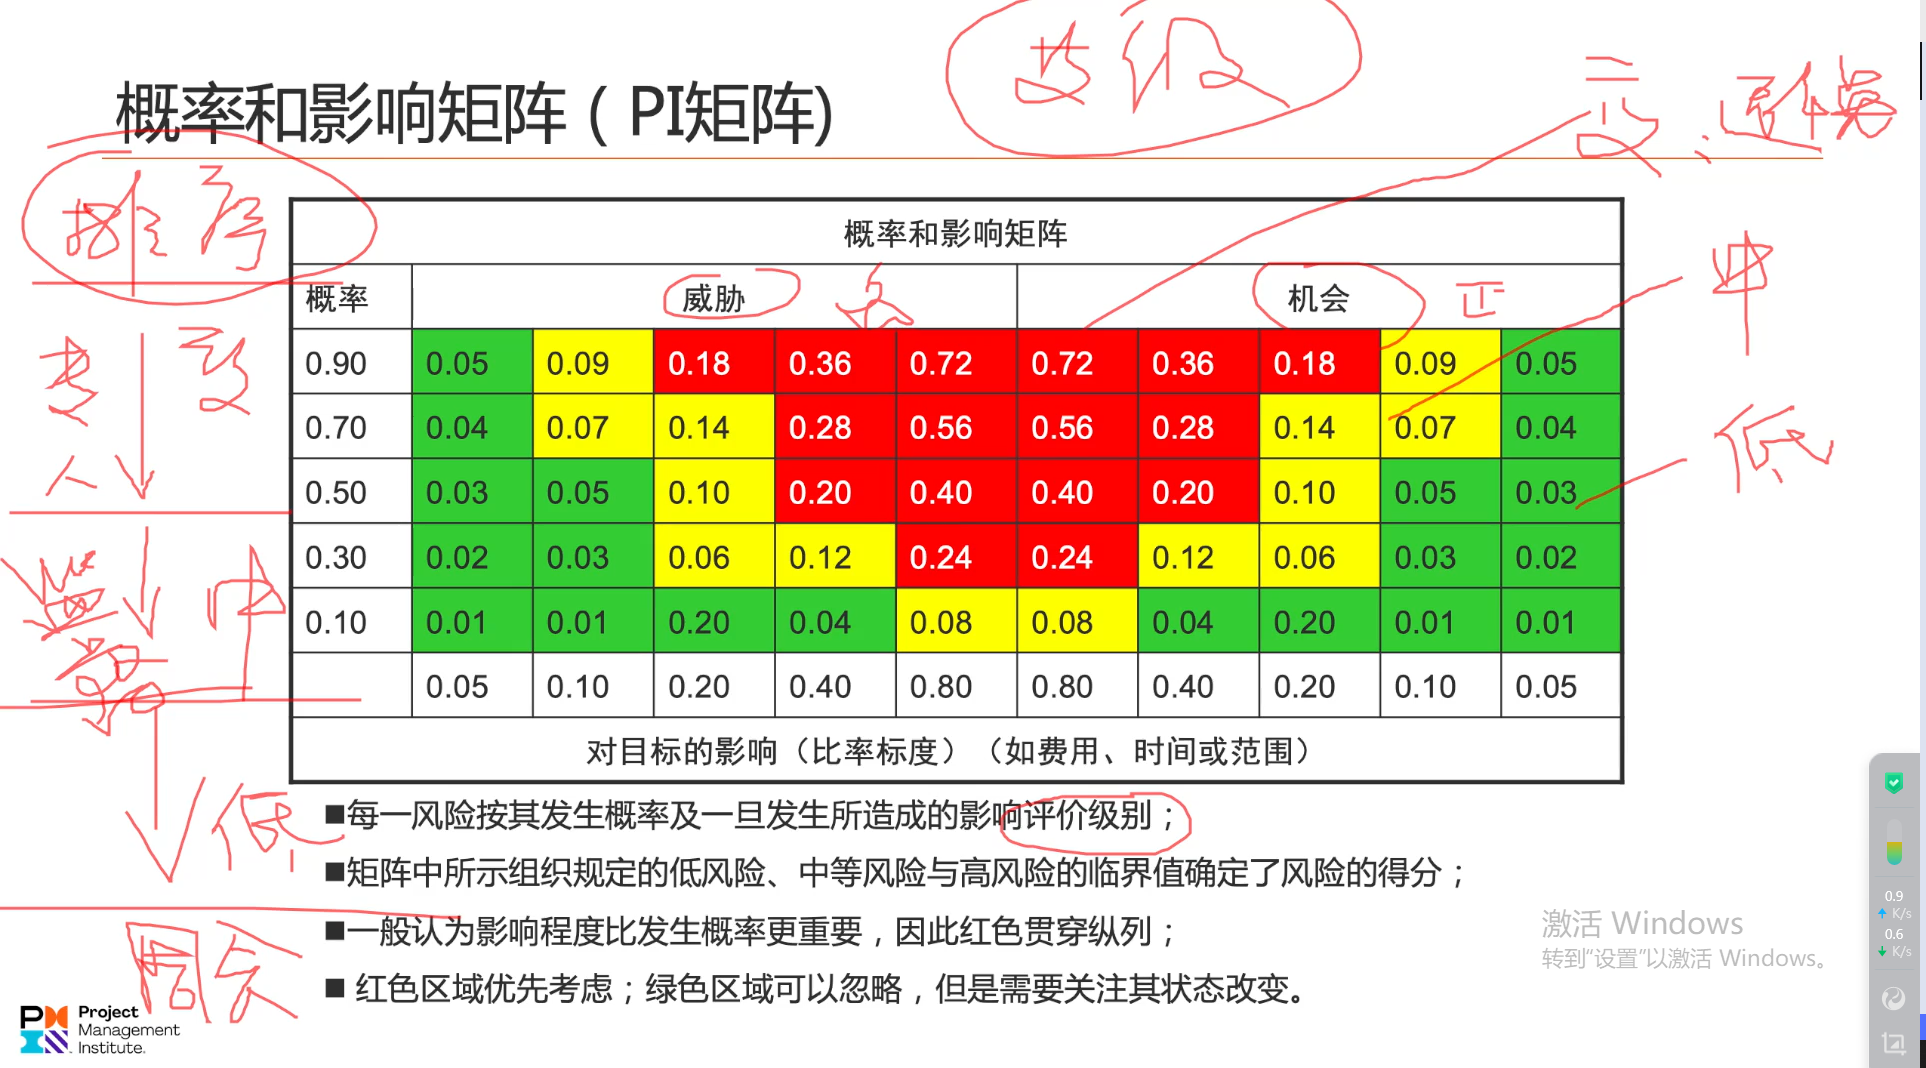 概率和影响矩阵（PI矩阵)
概率和影响矩阵
概率 威胁 负 机会 正
0.90 0.05 0.09 0.18 0.36 0.72 0.72 0.36 0.18 0.09 0.05
0.70 0.04 0.07 0.14 0.28 0.56 0.56 0.28 0.14 0.07 0.04
0.50 0.03 0.05 0.10 0.20 0.40 0.40 0.20 0.10 0.05 0.03
0.30 0.02 0.03 0.06 0.12 0.24 0.24 0.12 0.06 0.03 0.02
0.10 0.01 0.01 0.20 0.04 0.08 0.08 0.04 0.20 0.01 0.01
0.05 0.10 0.20 0.40 0.80 0.80 0.40 0.20 0.10 0.05
对目标的影响（比率标度）（如费用、时间或范围）
■每一风险按其发生概率及一旦发生所造成的影响评价级别；
■矩阵中所示组织规定的低风险、中等风险与高风险的临界值确定了风险的得分；
■一般认为影响程度比发生概率更重要，因此红色贯穿纵列；
■ 红色区域优先考虑；绿色区域可以忽略，但是需要关注其状态改变。
排序
中
低
中
低
周会
Project
Management
Institute.
激活 Windows
转到“设置”以激活 Windows。
0.9
K/s
0.6
K/s